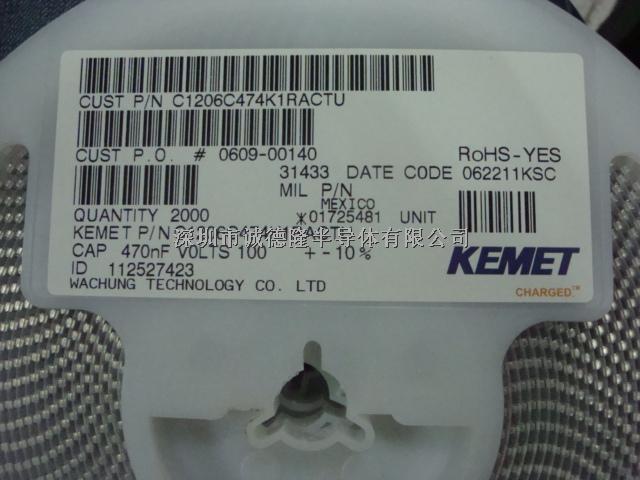 CUST P/N C1206C474K1RACTU
CUST P.O. # 0609-00140
RoHS-YES
31433 DATE CODE 062211KSC
MIL P/N
MEXICO
QUANTITY 2000
*01725481 UNIT
KEMET P/N
深圳市诚德隆半导体有限公司
CAP 470nF VOLTS 100 +-10%
ID 112527423
WACHUNG TECHNOLOGY CO. LTD
KEMET
CHARGED.™